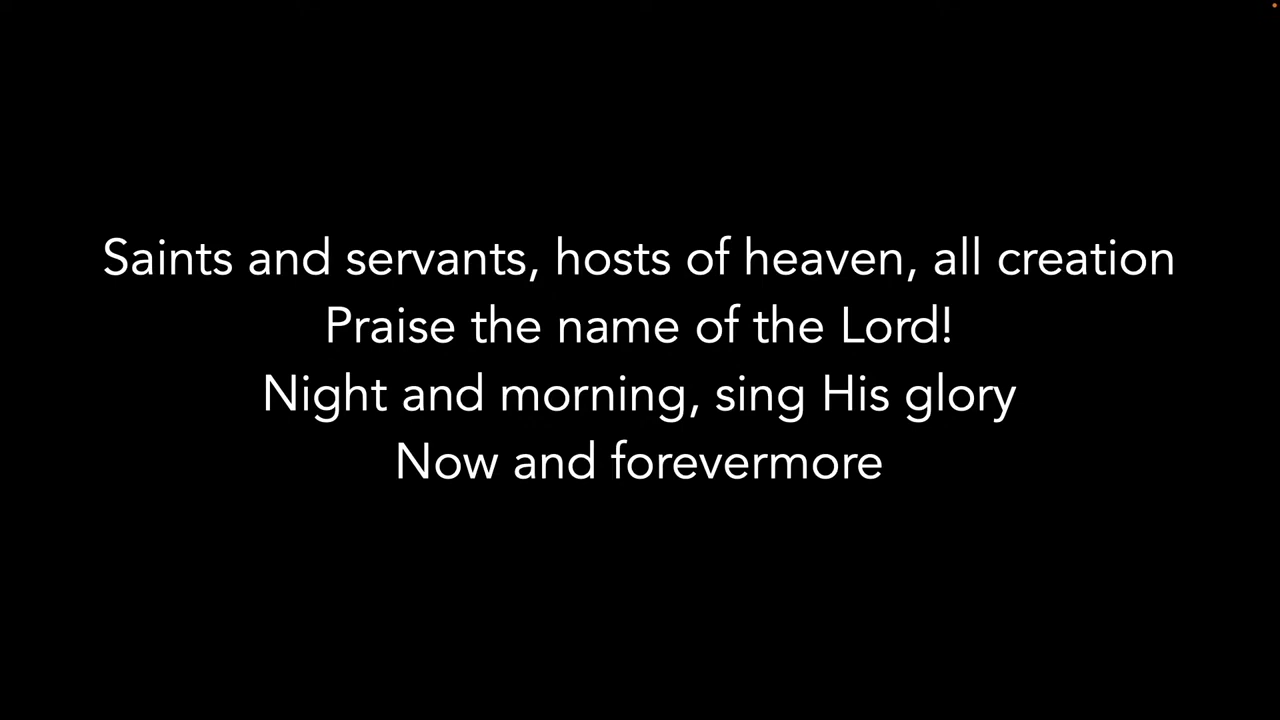 Saints and servants, hosts of heaven, all creation
Praise the name of the Lord!
Night and morning, sing His glory
Now and forevermore